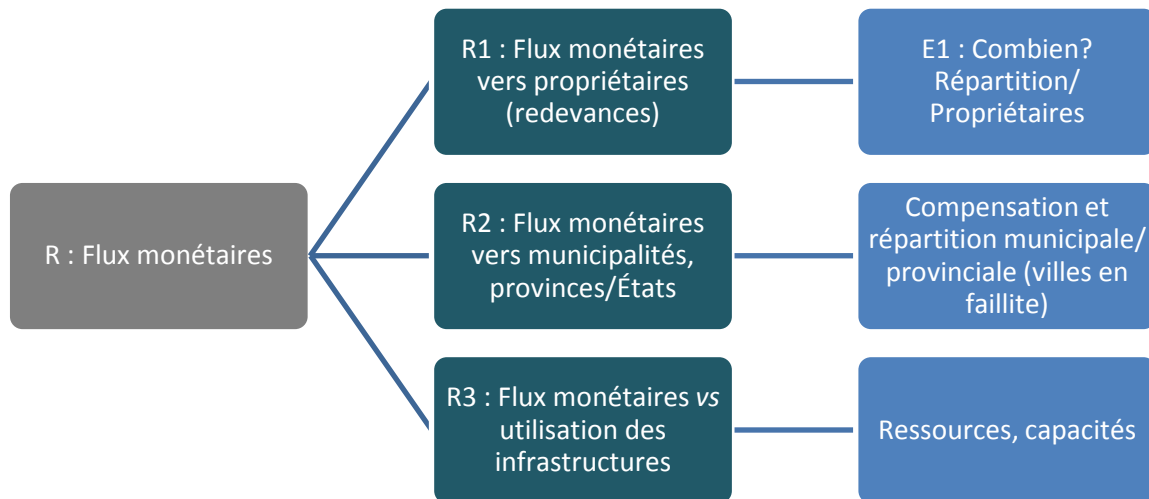 R : Flux monétaires
R1 : Flux monétaires
vers propriétaires
(redevances)
E1 : Combien?
Répartition/
Propriétaires
R2 : Flux monétaires
vers municipalités,
provinces/États
Compensation et
répartition municipale/
provinciale (villes en
faillite)
R3 : Flux monétaires vs
utilisation des
infrastructures
Ressources, capacités